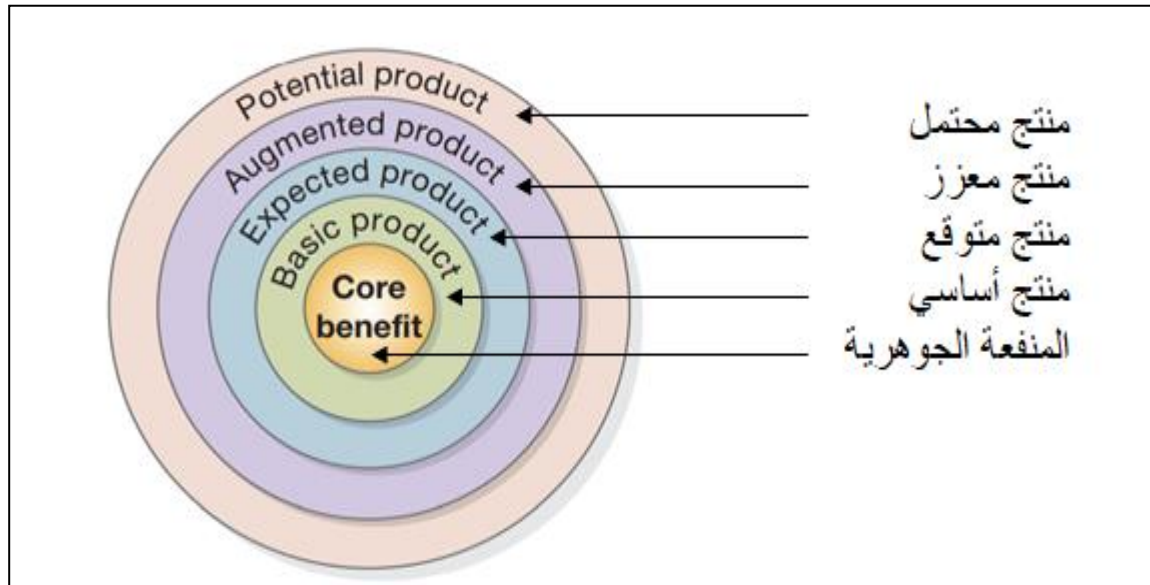 Potential product
Augmented product
Expected product
Basic product
Core
benefit
منتج محتمل
منتج معزز
منتج متوقع
منتج أساسي
المنفعة الجوهرية